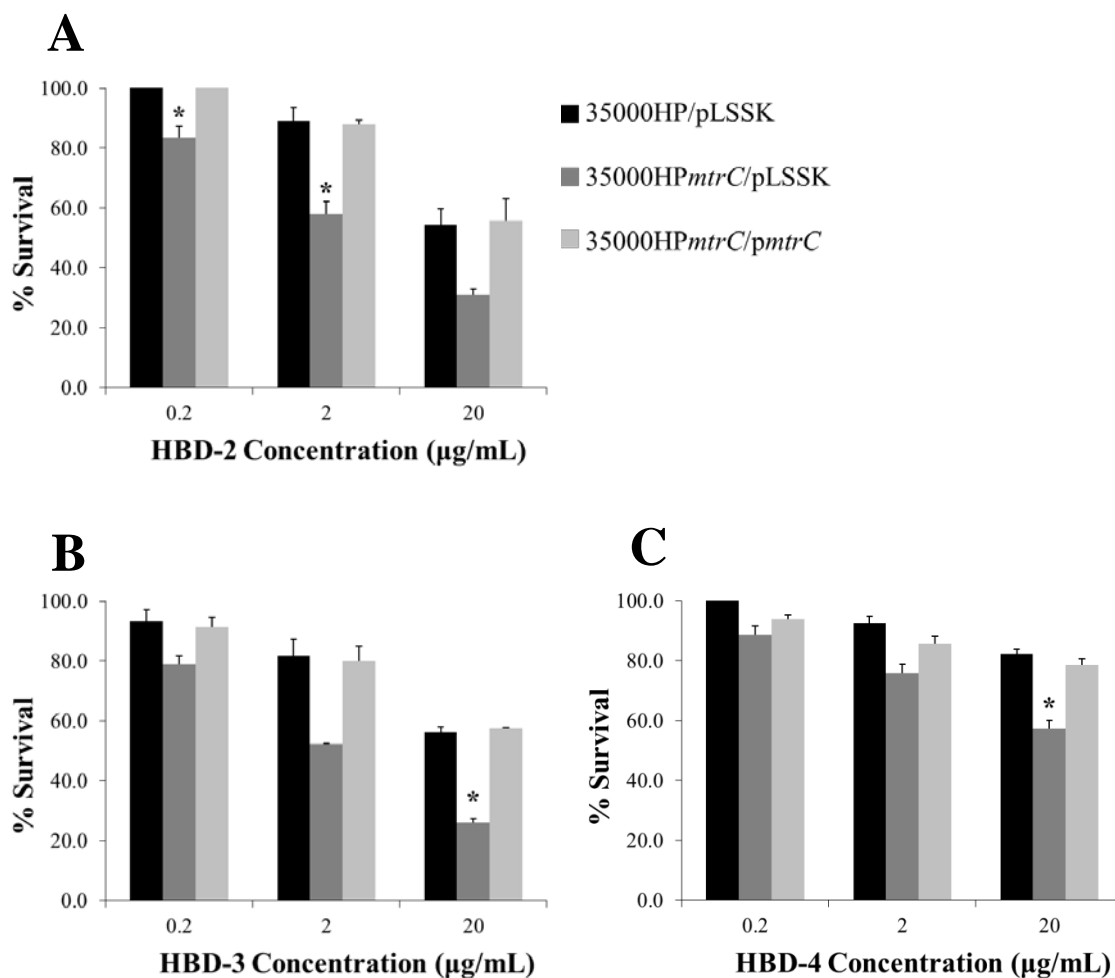 A
100.0
80.0
60.0
40.0
20.0
0.0
% Survival
*
*
0.2
2
20
HBD-2 Concentration (µg/mL)
35000HP/pLSSK
35000HPmtrC/pLSSK
35000HPmtrC/pmtrC
B
100.0
80.0
60.0
40.0
20.0
0.0
% Survival
*
0.2
2
20
HBD-3 Concentration (µg/mL)
C
100.0
80.0
60.0
40.0
20.0
0.0
% Survival
*
0.2
2
20
HBD-4 Concentration (µg/mL)